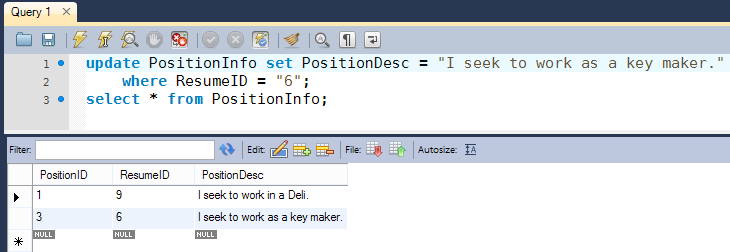 Query 1
1 update PositionInfo set PositionDesc = "I seek to work as a key maker."
2 where ResumeID = "6";
3 select * from PositionInfo;
Filter: Edit: File: Autosize:
PositionID ResumeID PositionDesc
1 9 I seek to work in a Deli.
3 6 I seek to work as a key maker.
NULL NULL NULL